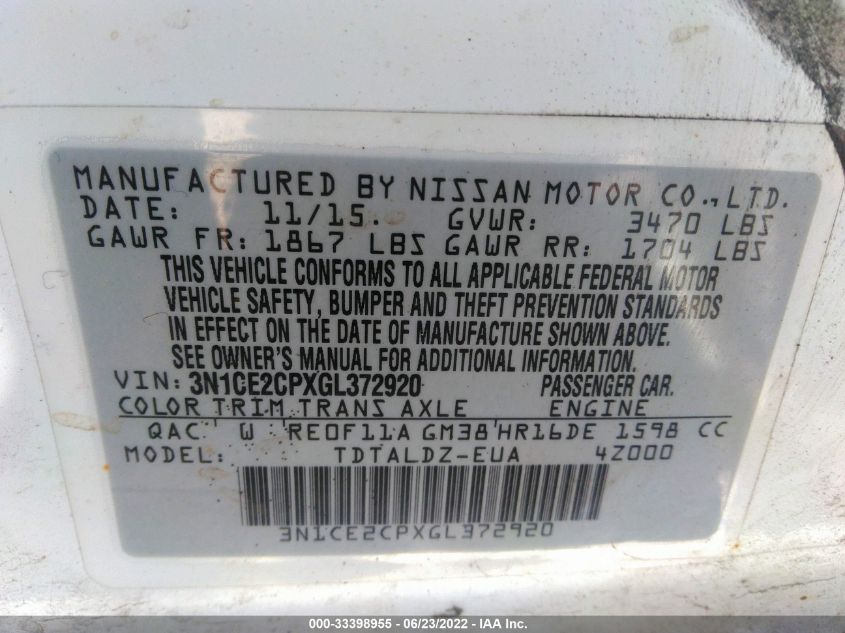 MANUFACTURED BY NISSAN MOTOR CO., LTD.
DATE: 11/15 GVWR: 3470 LBS
GAWR FR: 1867 LBS GAWR RR: 1704 LBS
THIS VEHICLE CONFORMS TO ALL APPLICABLE FEDERAL MOTOR
VEHICLE SAFETY, BUMPER AND THEFT PREVENTION STANDARDS
IN EFFECT ON THE DATE OF MANUFACTURE SHOWN ABOVE.
SEE OWNER'S MANUAL FOR ADDITIONAL INFORMATION.
VIN: 3N1CE2CPXGL372920 PASSENGER CAR.
COLOR TRIM TRANS AXLE ENGINE
QAC W RE0F11A GM38 HR16DE 1598 CC
MODEL: TDTALDZ-EUA 4Z000
3N1CE2CPXGL372920
000-33398955 - 06/23/2022 - IAA Inc.